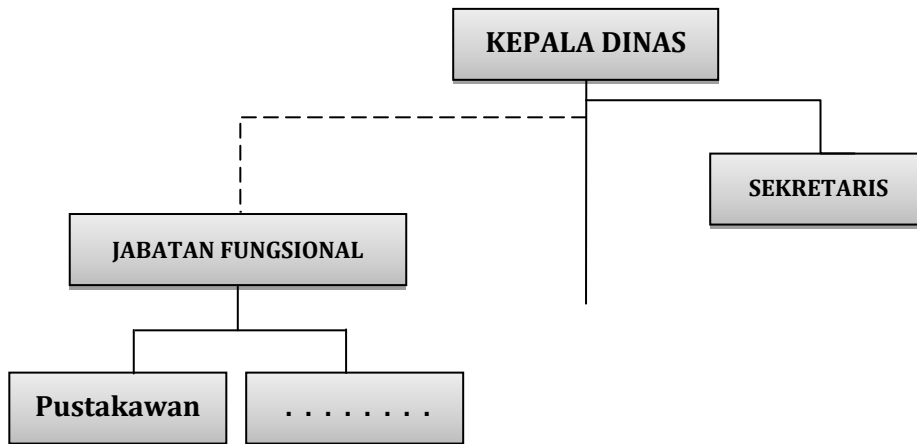 KEPALA DINAS
SEKRETARIS
JABATAN FUNGSIONAL
Pustakawan
. . . . . . . .